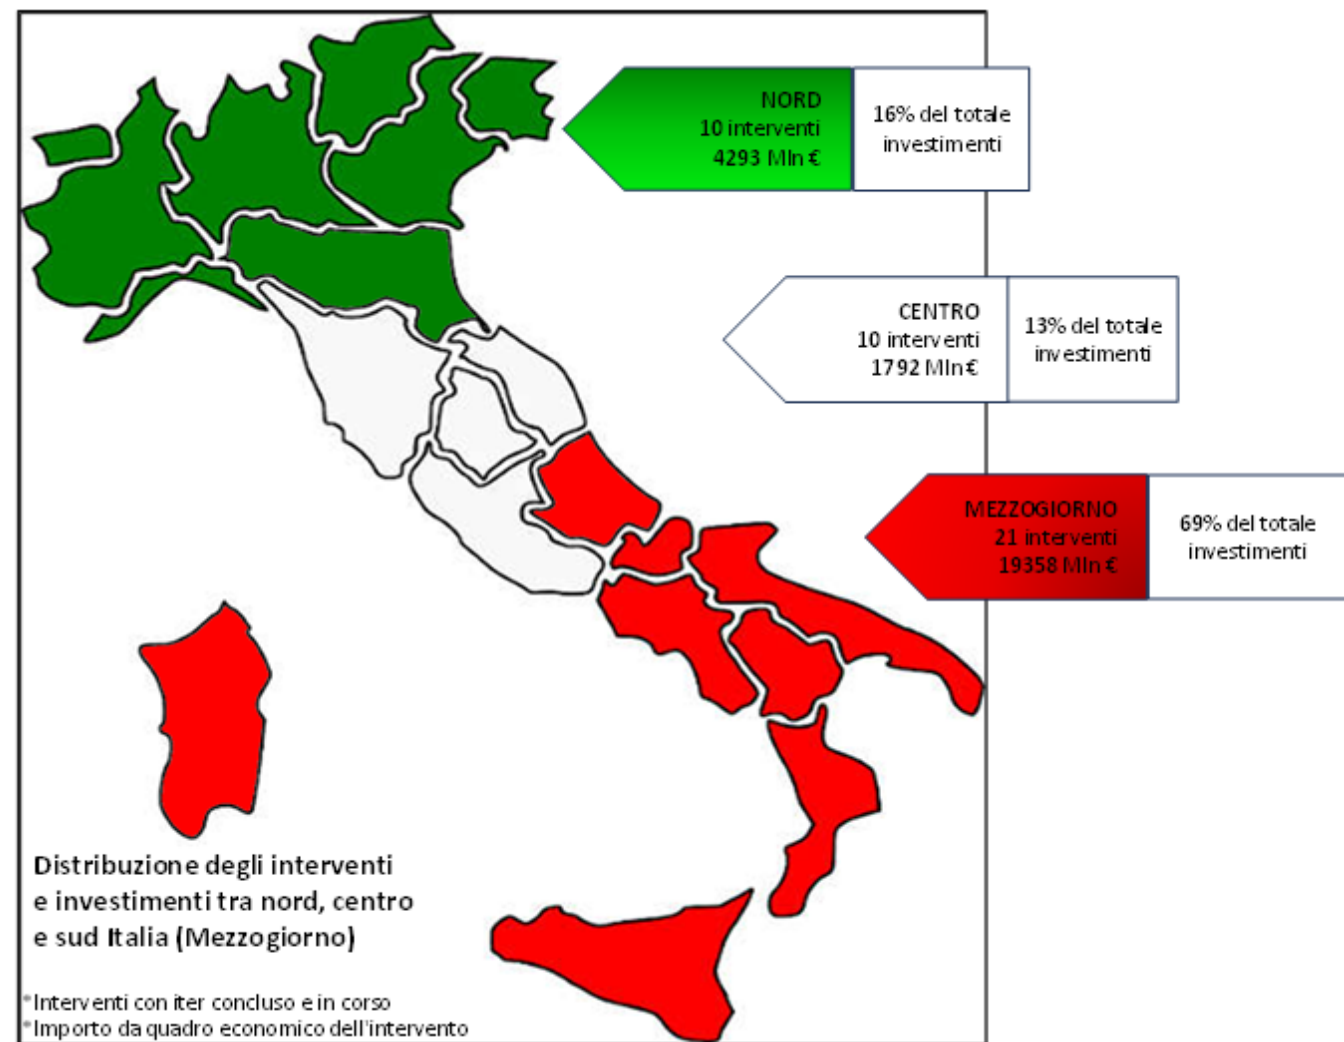 NORD
10 interventi
4293 Mln €
16% del totale
investimenti
CENTRO
10 interventi
1792 Mln €
13% del totale
investimenti
MEZZOGIORNO
21 interventi
19358 Mln €
69% del totale
investimenti
Distribuzione degli interventi
e investimenti tra nord, centro
e sud Italia (Mezzogiorno)
*Interventi con iter concluso e in corso
*Importo da quadro economico dell'intervento